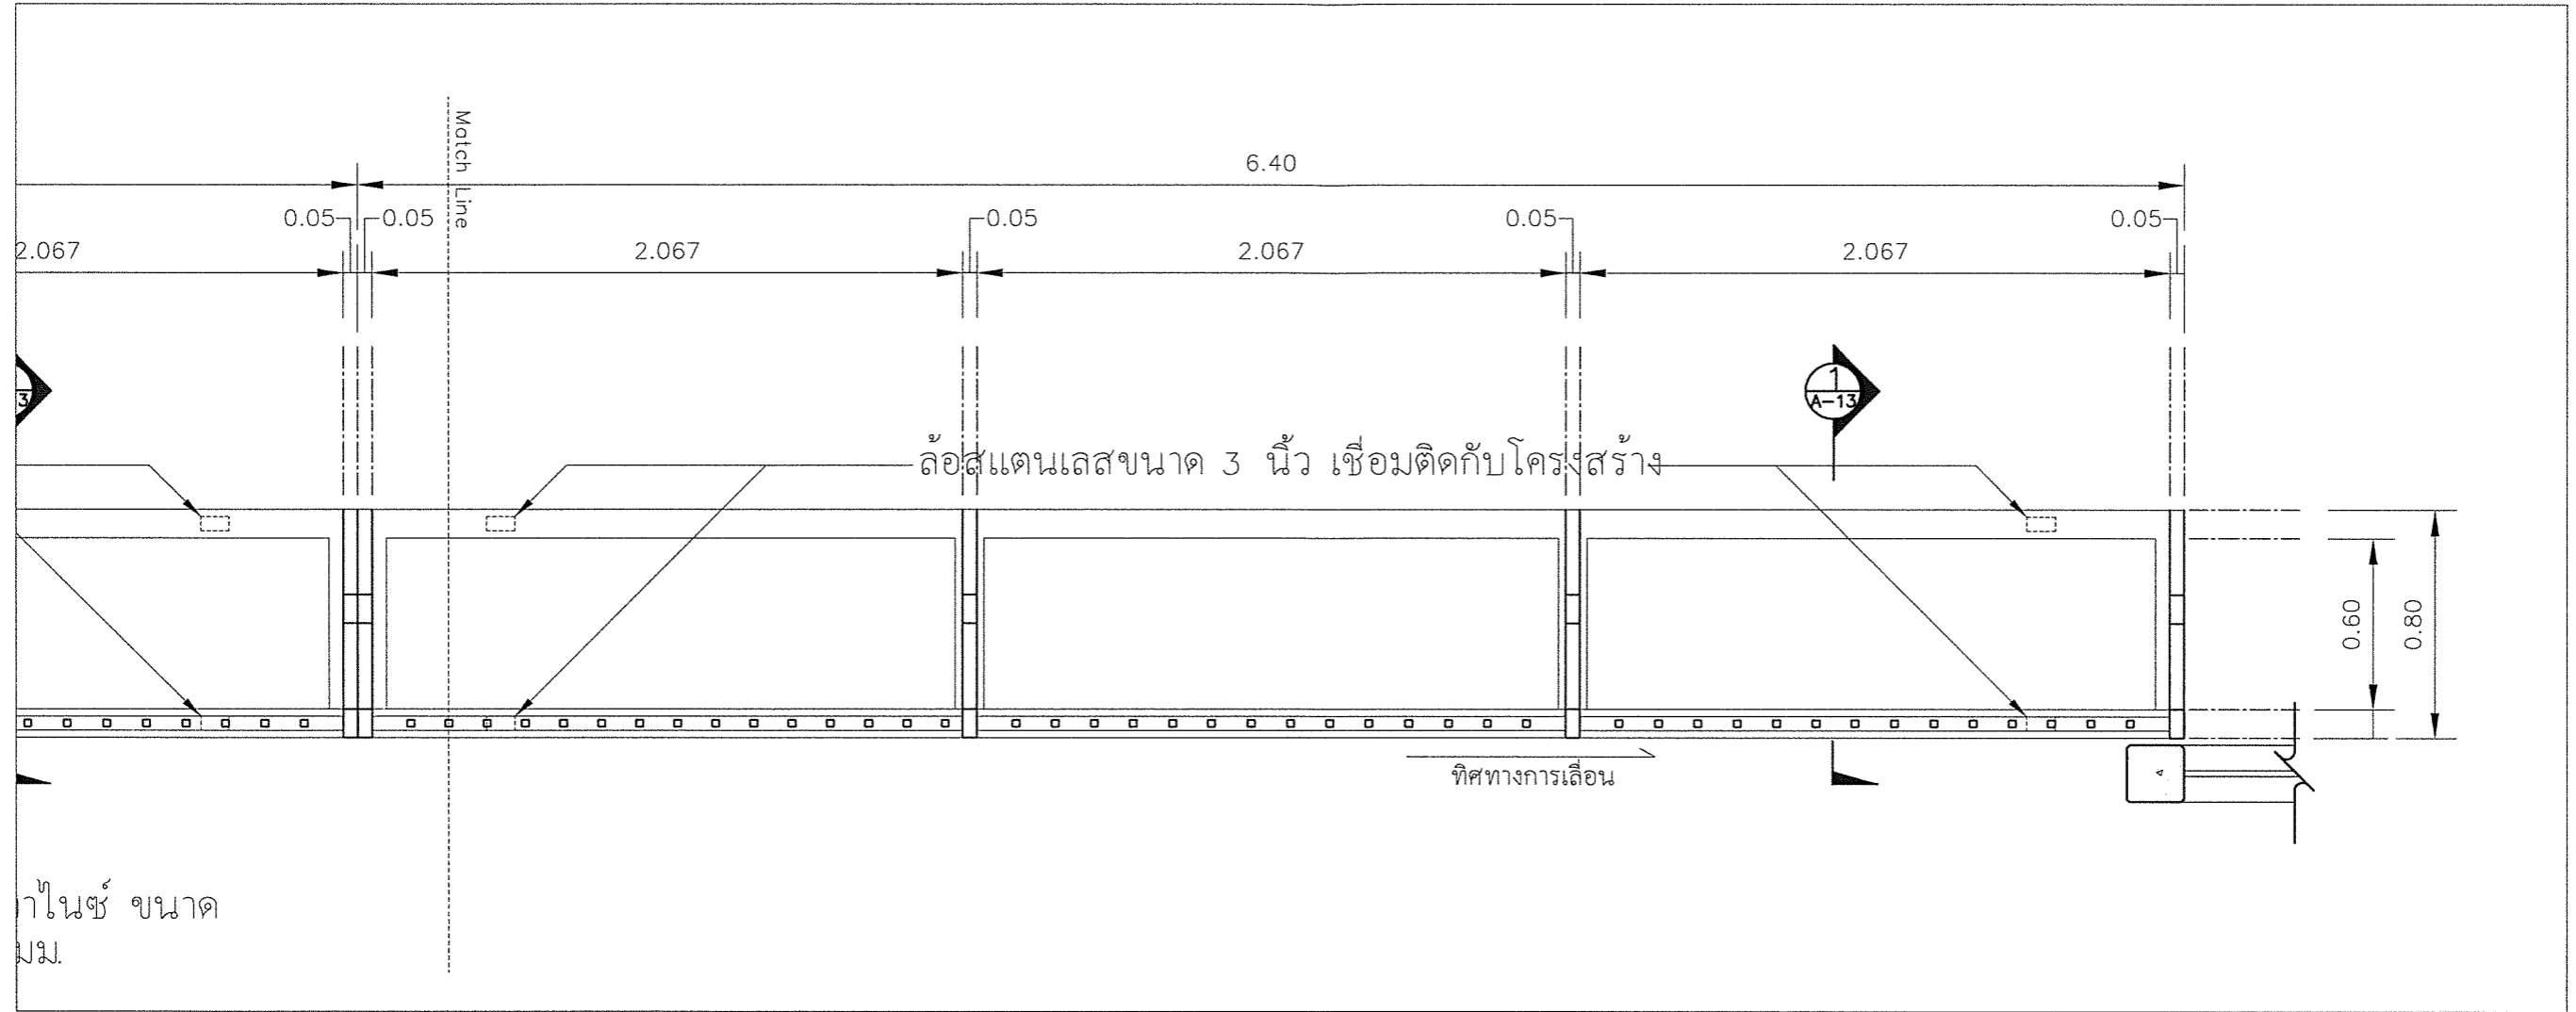 Match Line
6.40
0.05 0.05 0.05 0.05 0.05
2.067 2.067 2.067 2.067
1
A-13
3
ล้อสแตนเลสขนาด 3 นิ้ว เชื่อมติดกับโครงสร้าง
0.60
0.80
ทิศทางการเลื่อน
าไนซ์ ขนาด
มม.